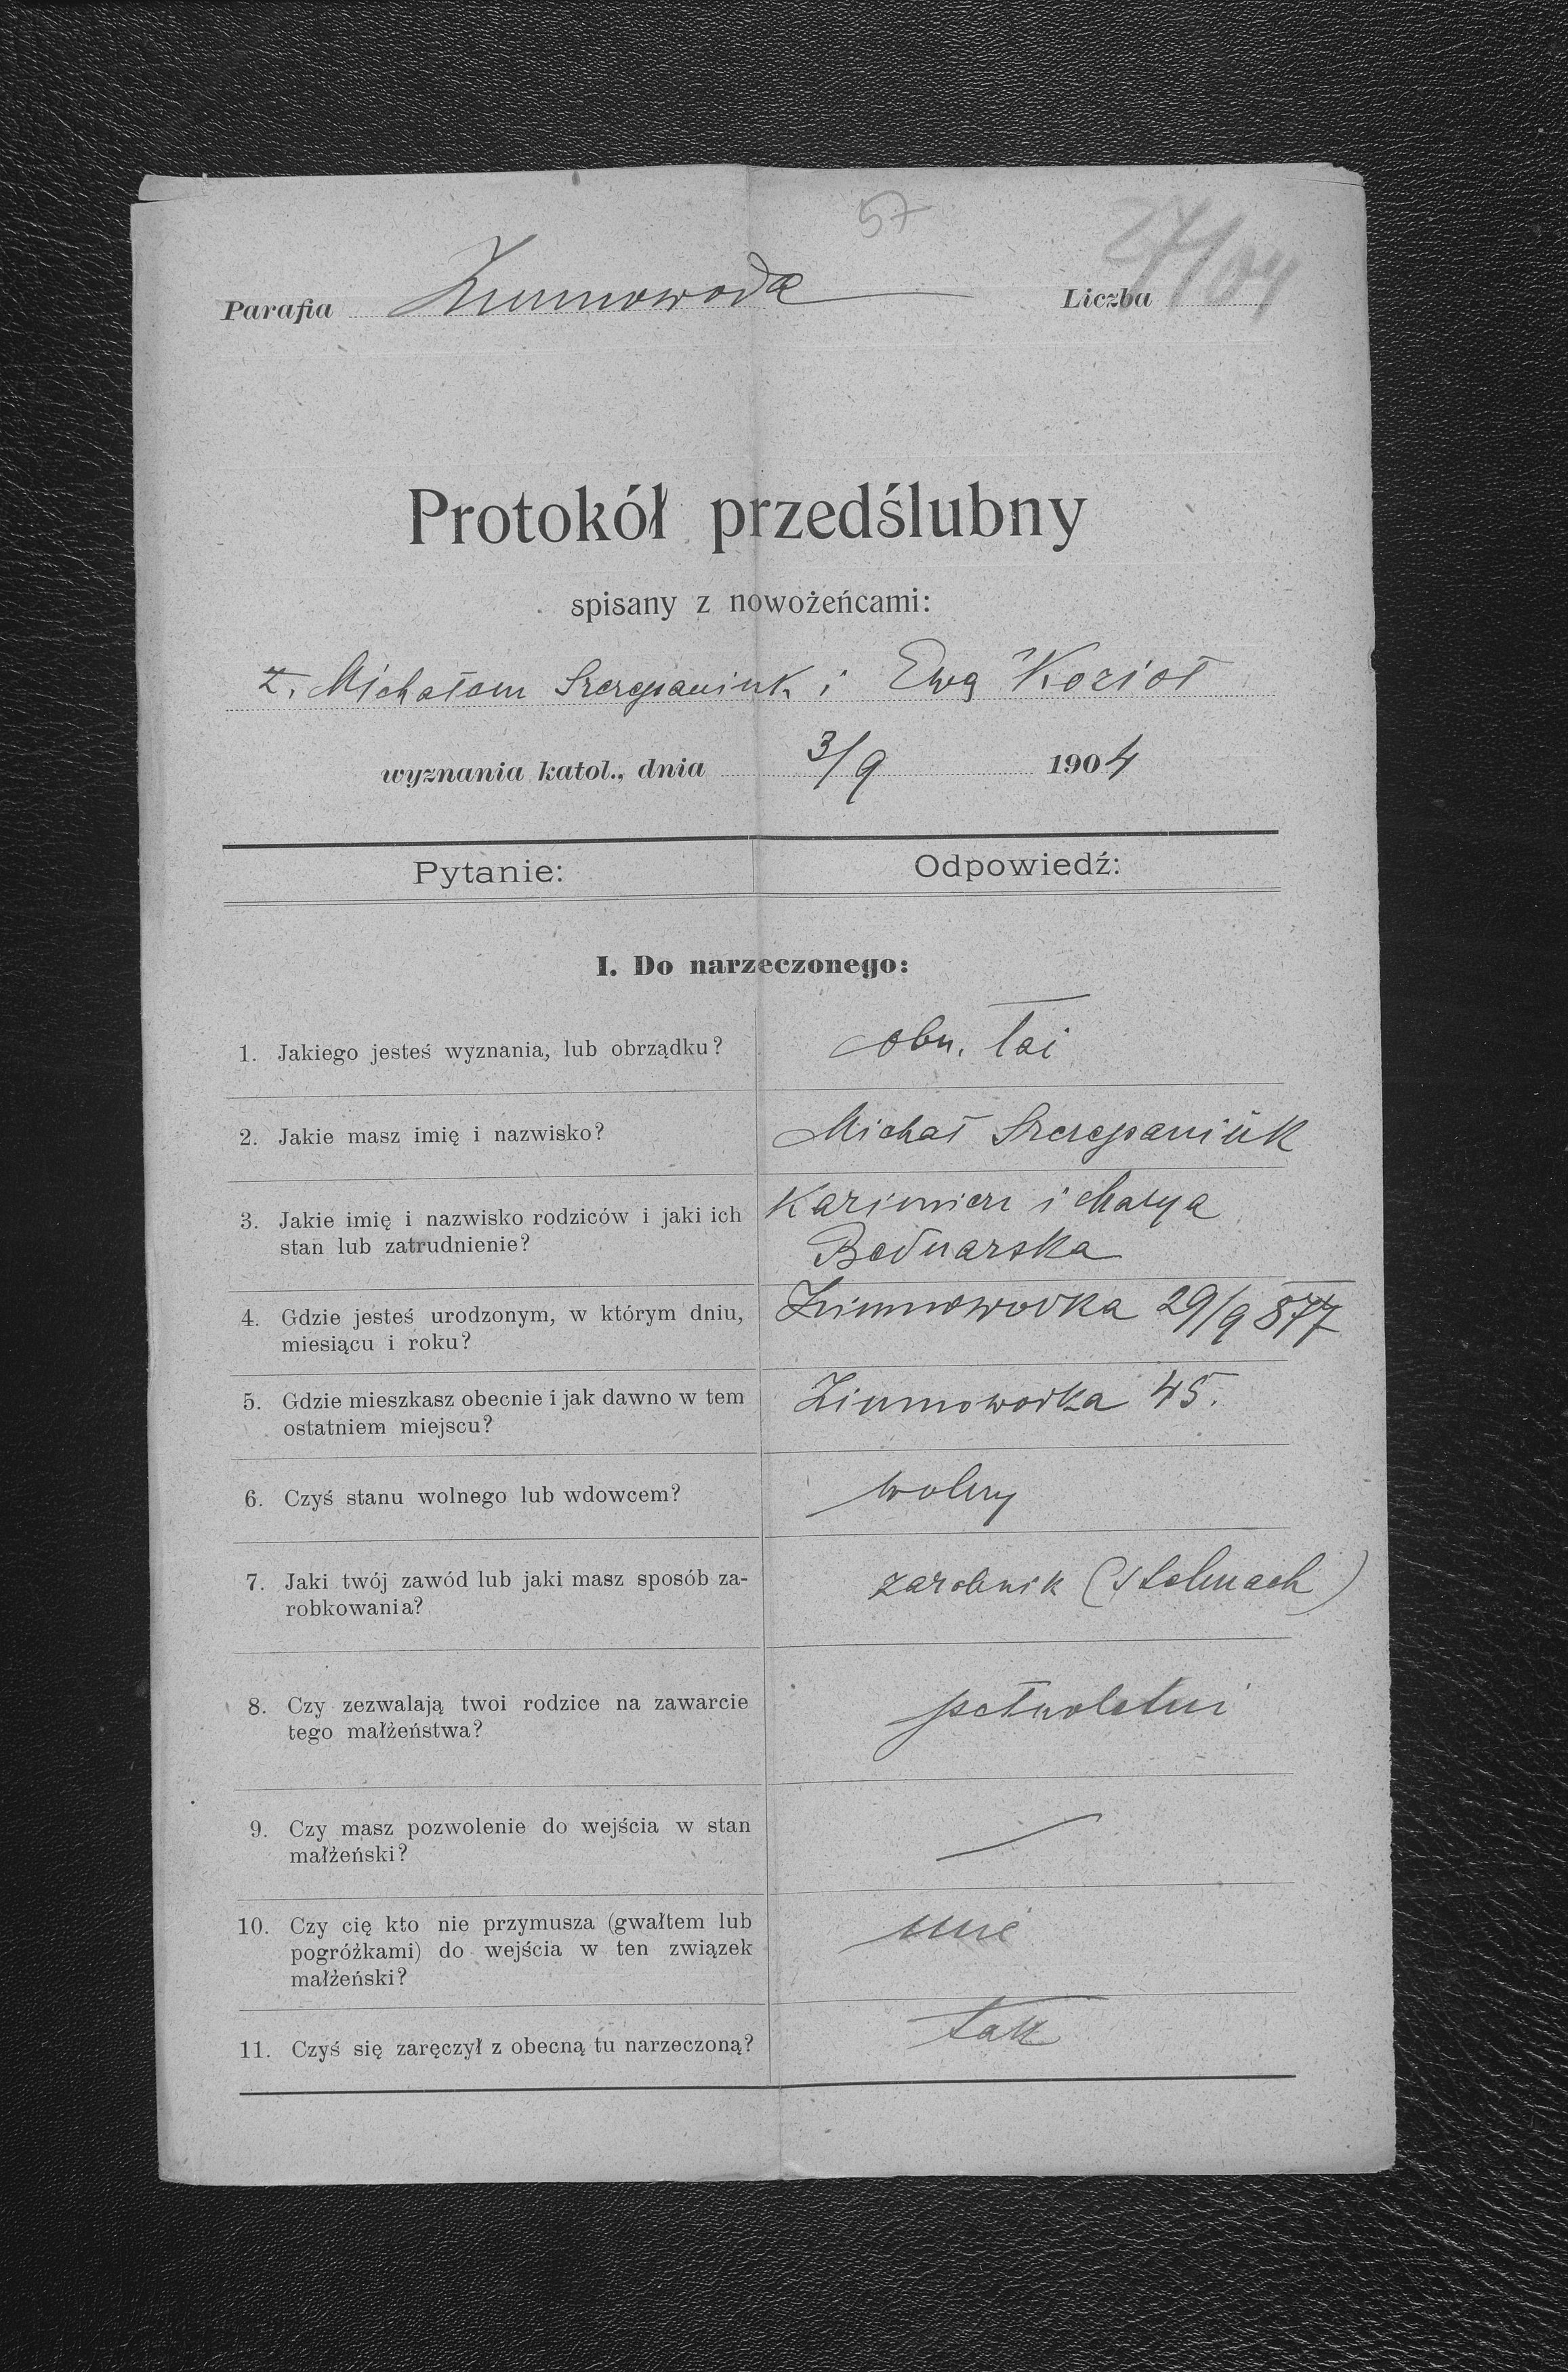 57
Parafia Zimnowoda Liczba 27/04
Protokół przedślubny
spisany z nowożeńcami:
z. Michałem Szczepaniuk i Ewą Kozioł
wyznania katol., dnia 3/9 1904
Pytanie: Odpowiedź:
I. Do narzeczonego:
1. Jakiego jesteś wyznania, lub obrządku? obrz. łać
2. Jakie masz imię i nazwisko? Michał Szczepaniuk
3. Jakie imię i nazwisko rodziców i jaki ich Kazimierz i Marya
stan lub zatrudnienie? Bednarska
4. Gdzie jesteś urodzonym, w którym dniu, Zimnowodka 29/9 877
miesiącu i roku?
5. Gdzie mieszkasz obecnie i jak dawno w tem Zimnowodka 45.
ostatniem miejscu?
6. Czyś stanu wolnego lub wdowcem? wolny
7. Jaki twój zawód lub jaki masz sposób za- zarobnik (stelmach)
robkowania?
8. Czy zezwalają twoi rodzice na zawarcie pełnoletni
tego małżeństwa?
9. Czy masz pozwolenie do wejścia w stan
małżeński?
10. Czy cię kto nie przymusza (gwałtem lub nie
pogróżkami) do wejścia w ten związek
małżeński?
11. Czyś się zaręczył z obecną tu narzeczoną? tak